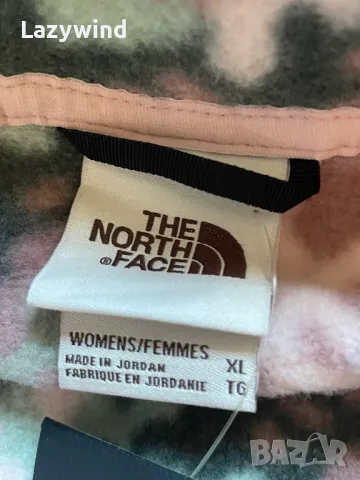 Lazywind
THE
NORTH
®FACE
WOMENS/FEMMES XL
MADE IN JORDAN TG
FABRIQUE EN JORDANIE
BAZAR